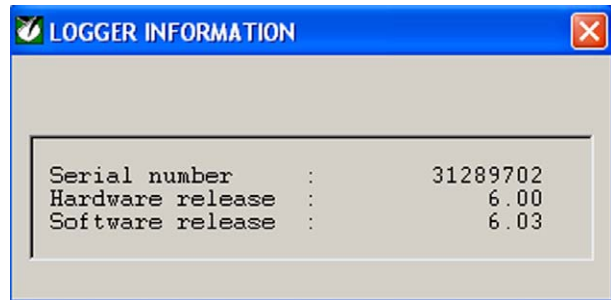 LOGGER INFORMATION
Serial number : 31289702
Hardware release : 6.00
Software release : 6.03